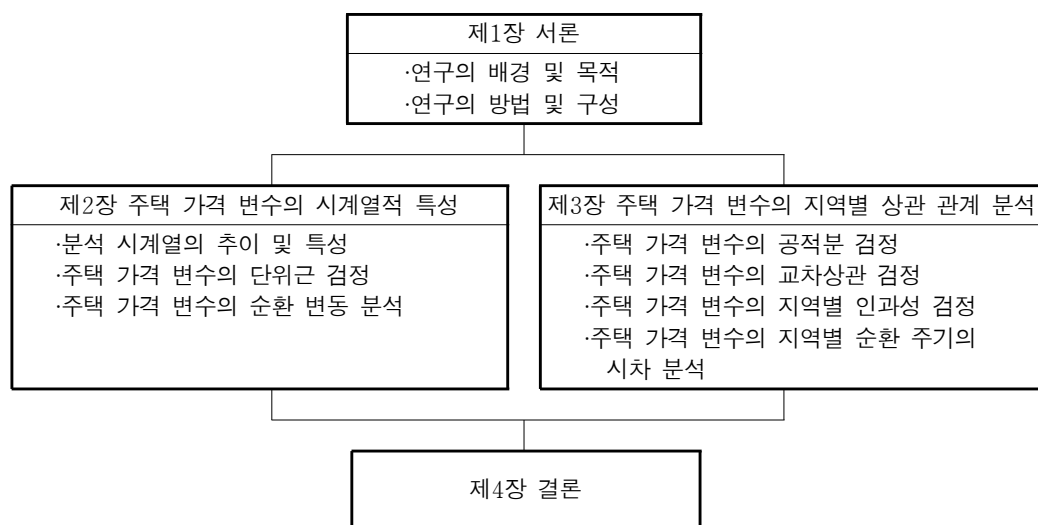 제1장 서론
·연구의 배경 및 목적
·연구의 방법 및 구성
제2장 주택 가격 변수의 시계열적 특성
·분석 시계열의 추이 및 특성
·주택 가격 변수의 단위근 검정
·주택 가격 변수의 순환 변동 분석
제3장 주택 가격 변수의 지역별 상관 관계 분석
·주택 가격 변수의 공적분 검정
·주택 가격 변수의 교차상관 검정
·주택 가격 변수의 지역별 인과성 검정
·주택 가격 변수의 지역별 순환 주기의
시차 분석
제4장 결론